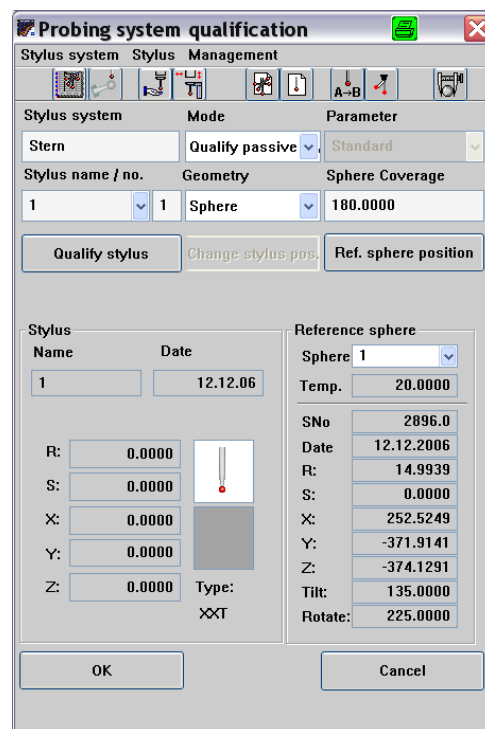 Probing system qualification
Stylus system Stylus Management
A→B
Stylus system Mode Parameter
Stern Qualify passive Standard
Stylus name / no. Geometry Sphere Coverage
1 1 Sphere 180.0000
Qualify stylus Change stylus pos. Ref. sphere position
Stylus
Name Date
1 12.12.06
R: 0.0000
S: 0.0000
X: 0.0000
Y: 0.0000
Z: 0.0000
Type:
XXT
Reference sphere
Sphere 1
Temp. 20.0000
SNo 2896.0
Date 12.12.2006
R: 14.9939
S: 0.0000
X: 252.5249
Y: -371.9141
Z: -374.1291
Tilt: 135.0000
Rotate: 225.0000
OK Cancel